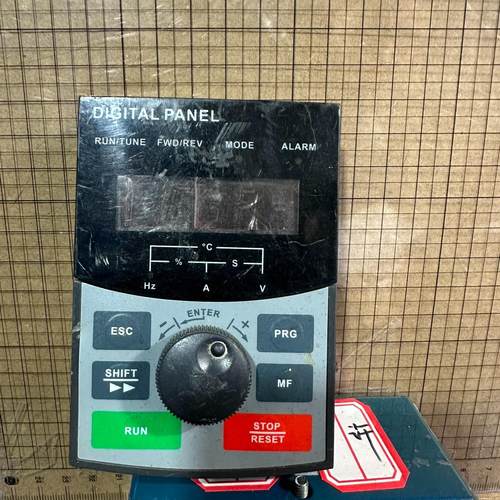 DIGITAL PANEL
RUN/TUNE FWD/REV MODE ALARM
°C
% S
Hz A V
ENTER
- +
ESC PRG
SHIFT MF
RUN STOP
RESET